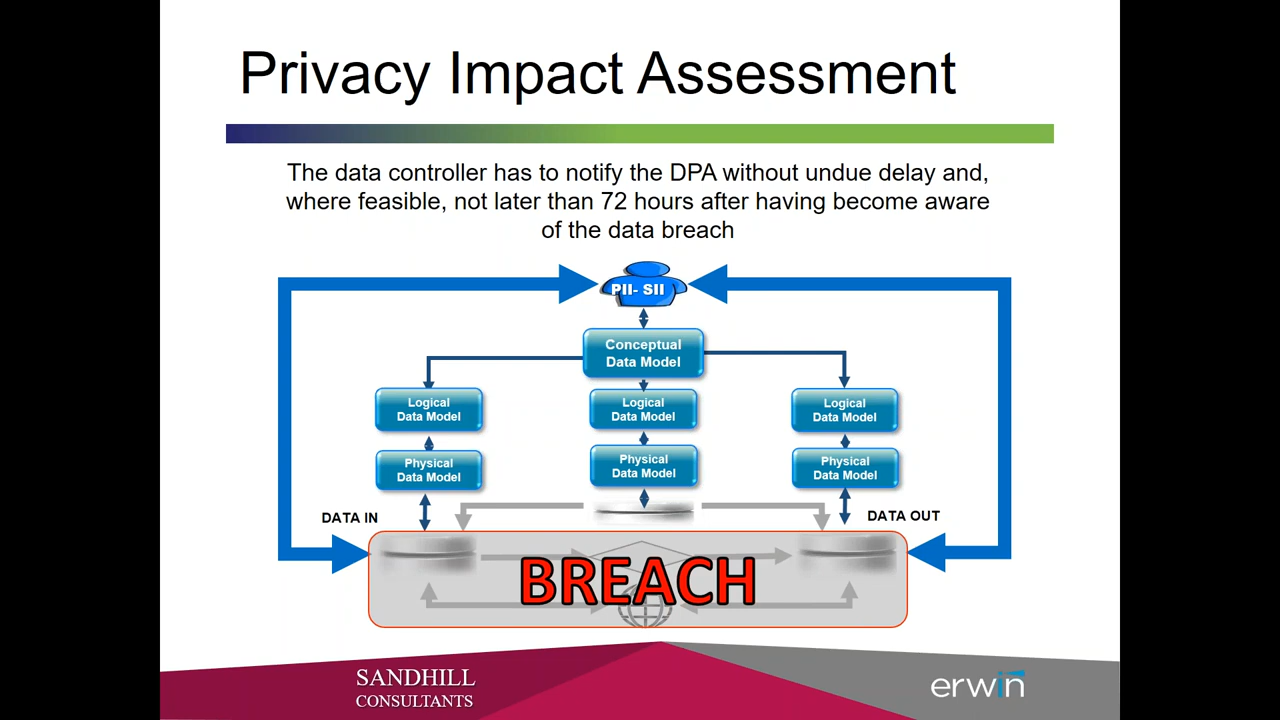 Privacy Impact Assessment
The data controller has to notify the DPA without undue delay and,
where feasible, not later than 72 hours after having become aware
of the data breach
PII- SII
Conceptual
Data Model
Logical
Data Model
Logical
Data Model
Logical
Data Model
Physical
Data Model
Physical
Data Model
Physical
Data Model
DATA IN
DATA OUT
BREACH
SANDHILL
CONSULTANTS
erwin